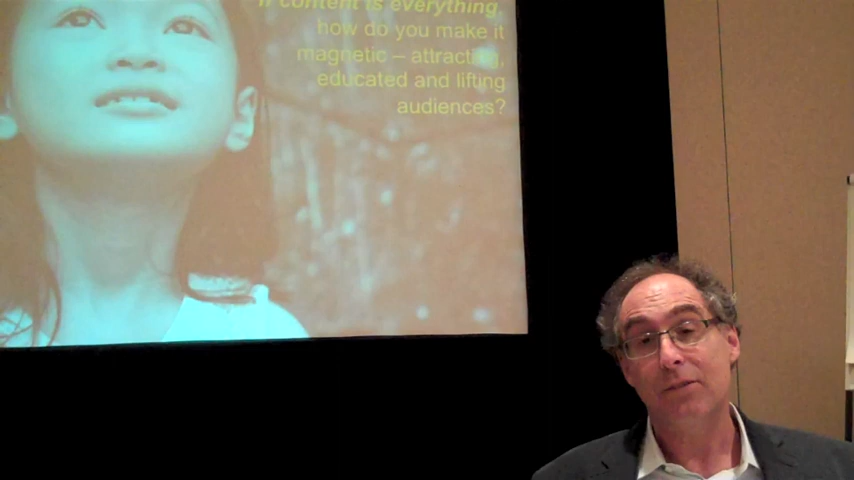 If content is everything,
how do you make it
magnetic – attracting,
educated and lifting
audiences?